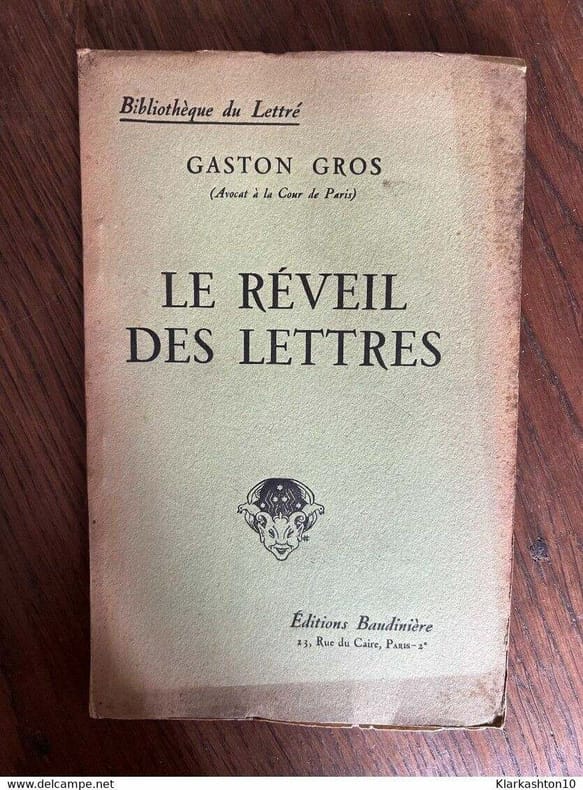 Bibliothèque du Lettré
GASTON GROS
(Avocat à la Cour de Paris)
LE RÉVEIL
DES LETTRES
Éditions Baudinière
23, Rue du Caire, PARIS-2ᵉ
www.delcampe.net
Klarkashton10